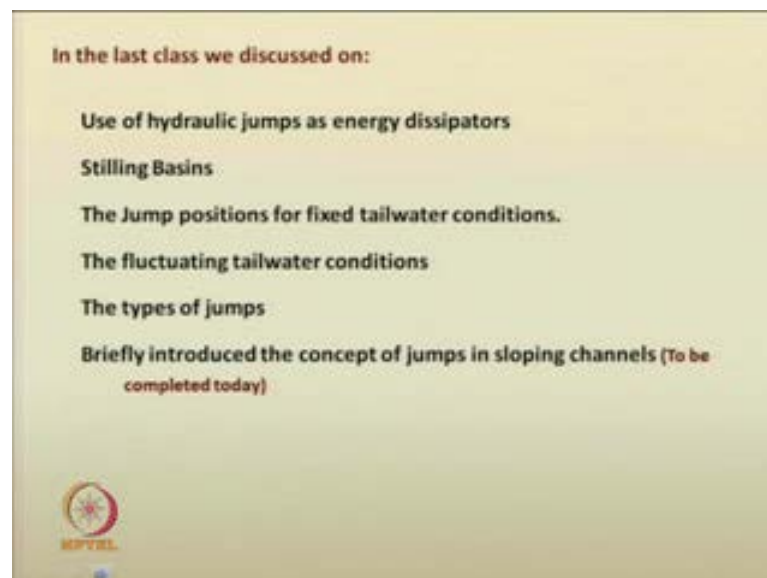 In the last class we discussed on:
Use of hydraulic jumps as energy dissipators
Stilling Basins
The Jump positions for fixed tailwater conditions.
The fluctuating tailwater conditions
The types of jumps
Briefly introduced the concept of jumps in sloping channels (To be
completed today)
NPTEL